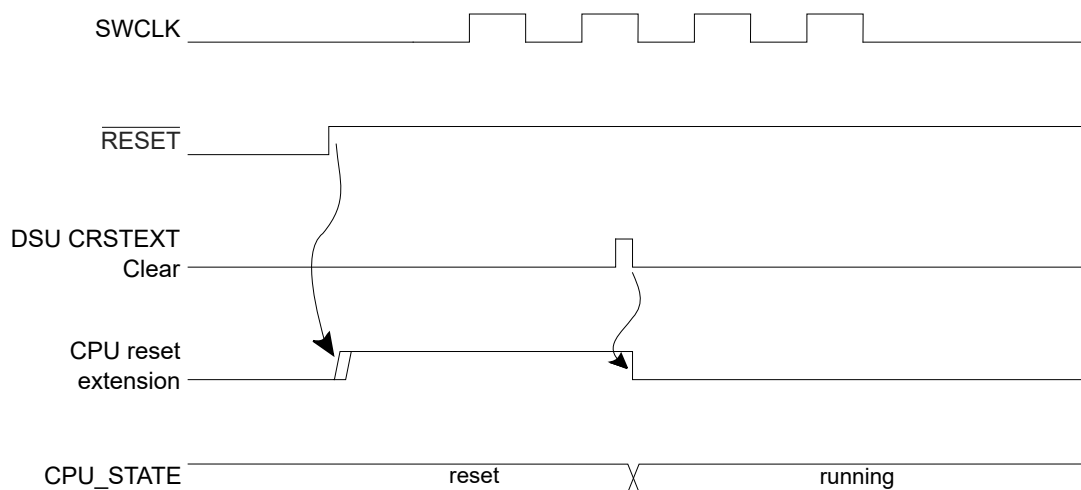 SWCLK
RESET
DSU CRSTEXT
Clear
CPU reset
extension
CPU_STATE reset running